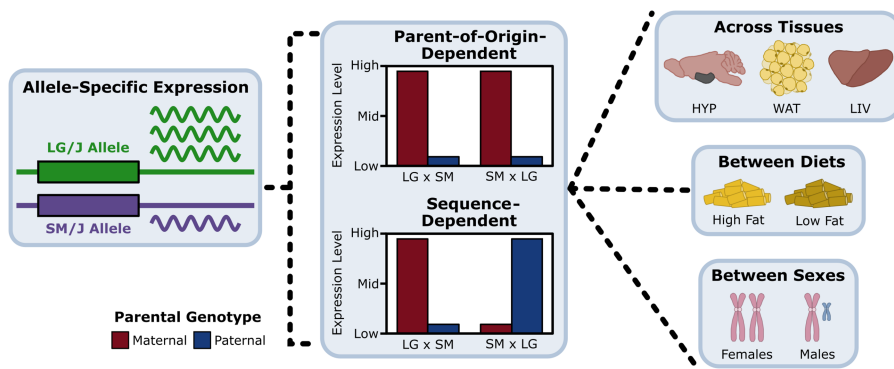 Allele-Specific Expression
LG/J Allele
SM/J Allele
Parental Genotype
Maternal
Paternal
Parent-of-Origin-
Dependent
Expression Level
High
Mid
Low
LG x SM
SM x LG
Sequence-
Dependent
Expression Level
High
Mid
Low
LG x SM
SM x LG
Across Tissues
HYP
WAT
LIV
Between Diets
High Fat
Low Fat
Between Sexes
Females
Males